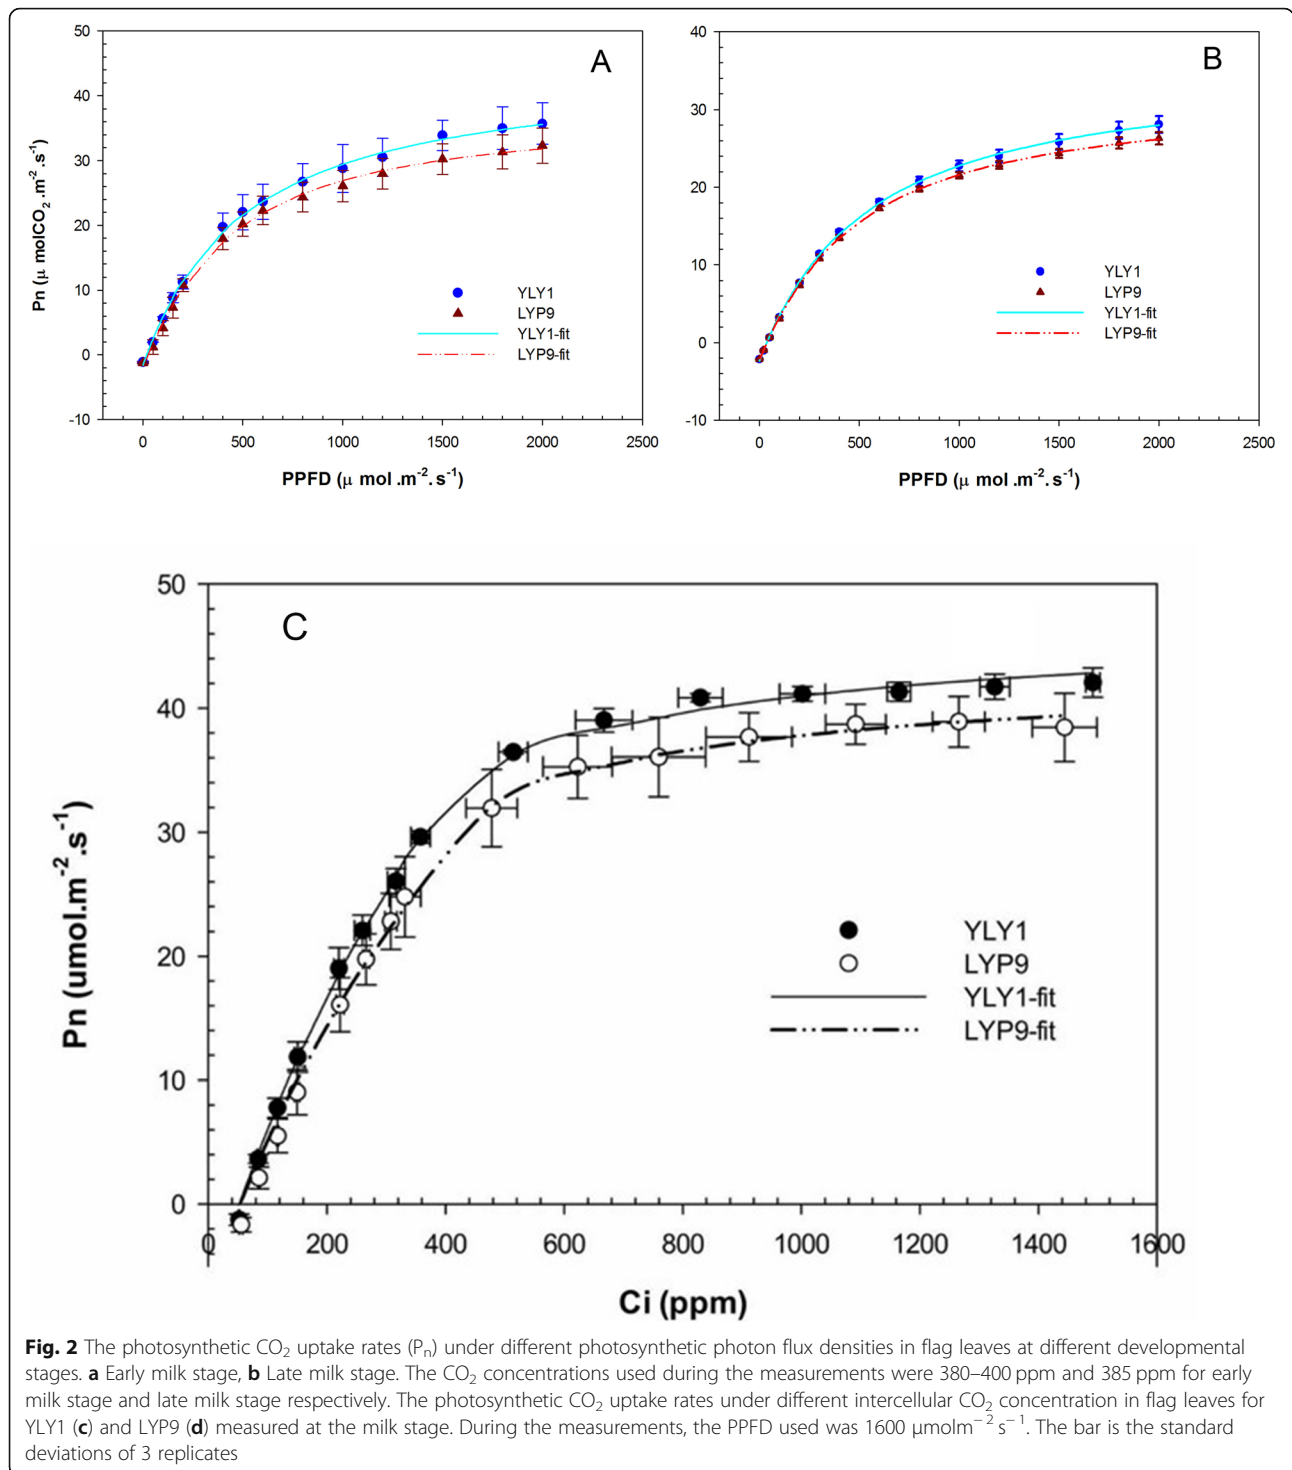 A
50
40
30
20
10
0
-10
Pn (μ molCO2.m-2.s-1)
YLY1
LYP9
YLY1-fit
LYP9-fit
0 500 1000 1500 2000 2500
PPFD (μ mol .m-2. s-1)
B
40
30
20
10
0
-10
YLY1
LYP9
YLY1-fit
LYP9-fit
0 500 1000 1500 2000 2500
PPFD (μ mol .m-2. s-1)
C
50
40
30
20
10
0
Pn (umol.m-2.s-1)
YLY1
LYP9
YLY1-fit
LYP9-fit
0 200 400 600 800 1000 1200 1400 1600
Ci (ppm)
Fig. 2 The photosynthetic CO2 uptake rates (Pn) under different photosynthetic photon flux densities in flag leaves at different developmental
stages. a Early milk stage, b Late milk stage. The CO2 concentrations used during the measurements were 380–400 ppm and 385 ppm for early
milk stage and late milk stage respectively. The photosynthetic CO2 uptake rates under different intercellular CO2 concentration in flag leaves for
YLY1 (c) and LYP9 (d) measured at the milk stage. During the measurements, the PPFD used was 1600 μmolm−2 s−1. The bar is the standard
deviations of 3 replicates